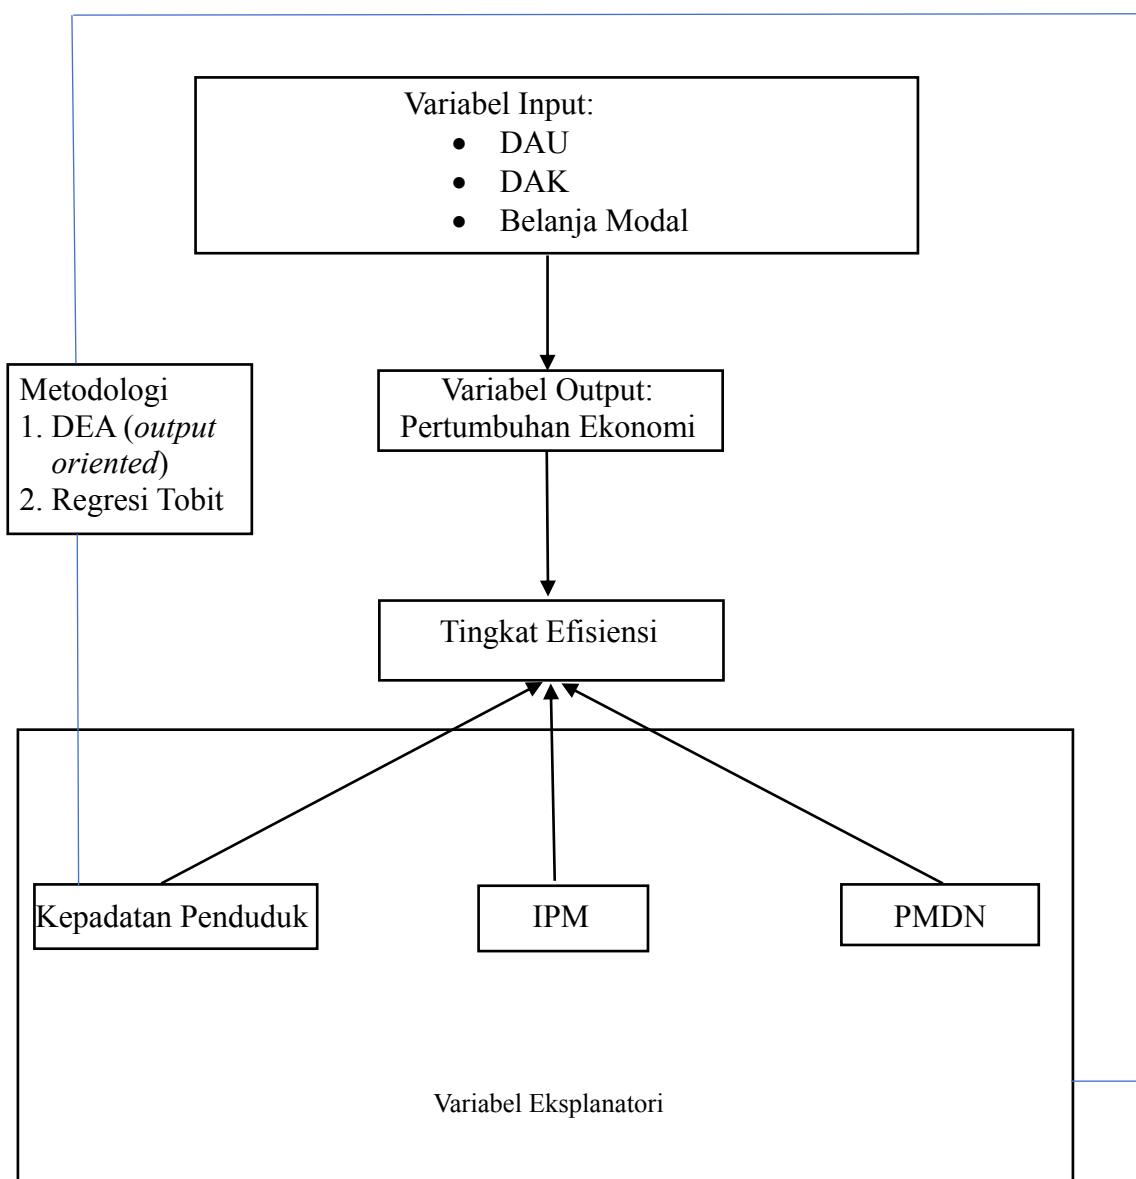 Variabel Input:
• DAU
• DAK
• Belanja Modal
Metodologi
1. DEA (output
oriented)
2. Regresi Tobit
Variabel Output:
Pertumbuhan Ekonomi
Tingkat Efisiensi
Kepadatan Penduduk
IPM
PMDN
Variabel Eksplanatori